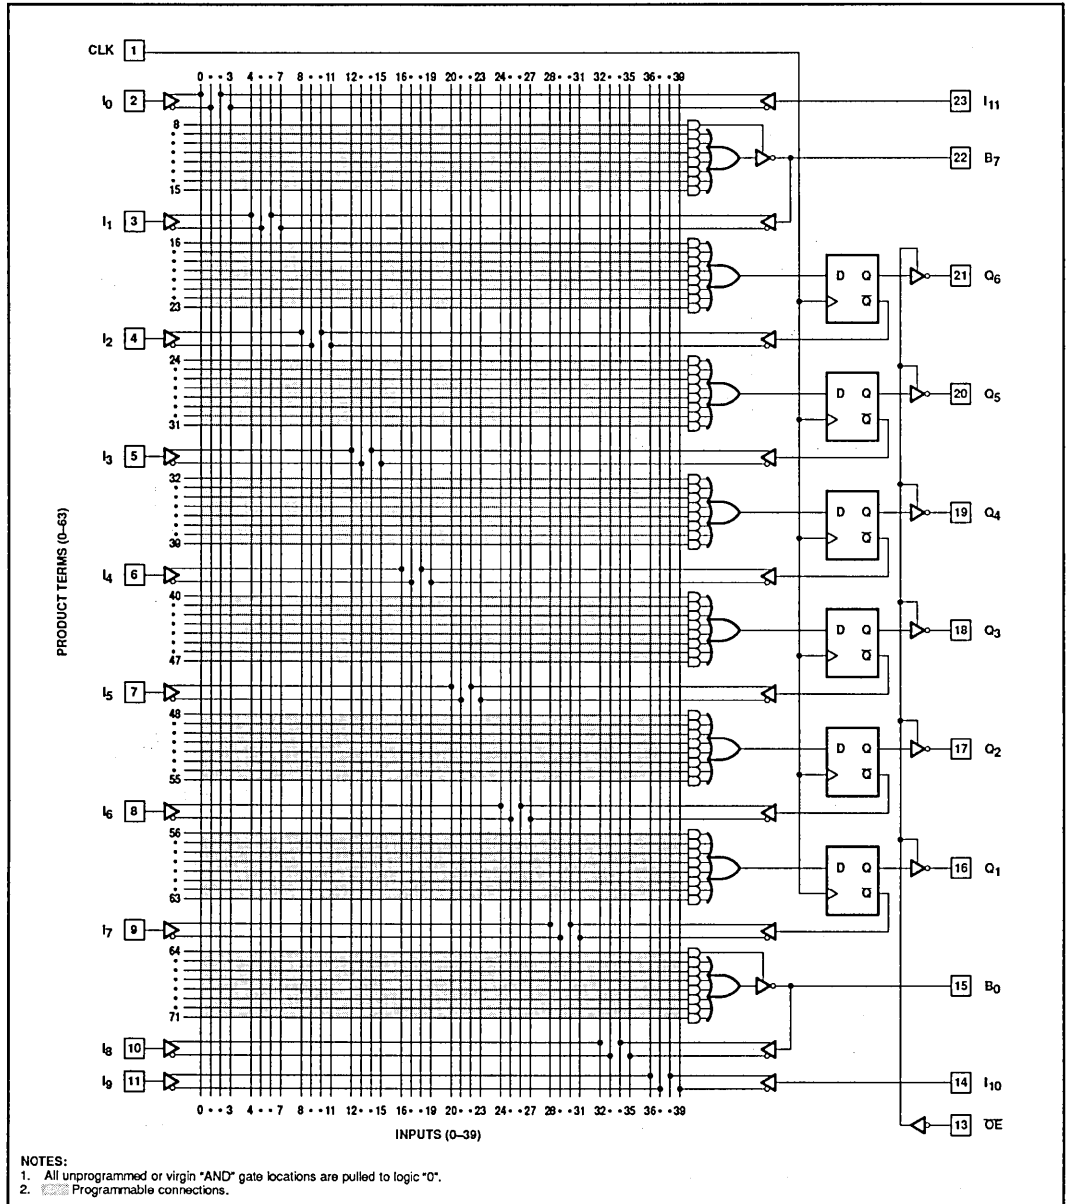 CLK 1
0 • • 3 4 • • 7 8 • • 11 12 • • 15 16 • • 19 20 • • 23 24 • • 27 28 • • 31 32 • • 35 36 • • 39
I0 2
23 I11
8
22 B7
15
I1 3
16
D Q
21 Q6
Q̅
23
I2 4
24
D Q
20 Q5
Q̅
31
I3 5
32
D Q
19 Q4
Q̅
39
I4 6
PRODUCT TERMS (0–63)
40
D Q
18 Q3
Q̅
47
I5 7
48
D Q
17 Q2
Q̅
55
I6 8
56
D Q
16 Q1
Q̅
63
I7 9
64
15 B0
71
I8 10
I9 11
14 I10
0 • • 3 4 • • 7 8 • • 11 12 • • 15 16 • • 19 20 • • 23 24 • • 27 28 • • 31 32 • • 35 36 • • 39
13 O̅E̅
INPUTS (0–39)
NOTES:
1. All unprogrammed or virgin "AND" gate locations are pulled to logic "0".
2. Programmable connections.